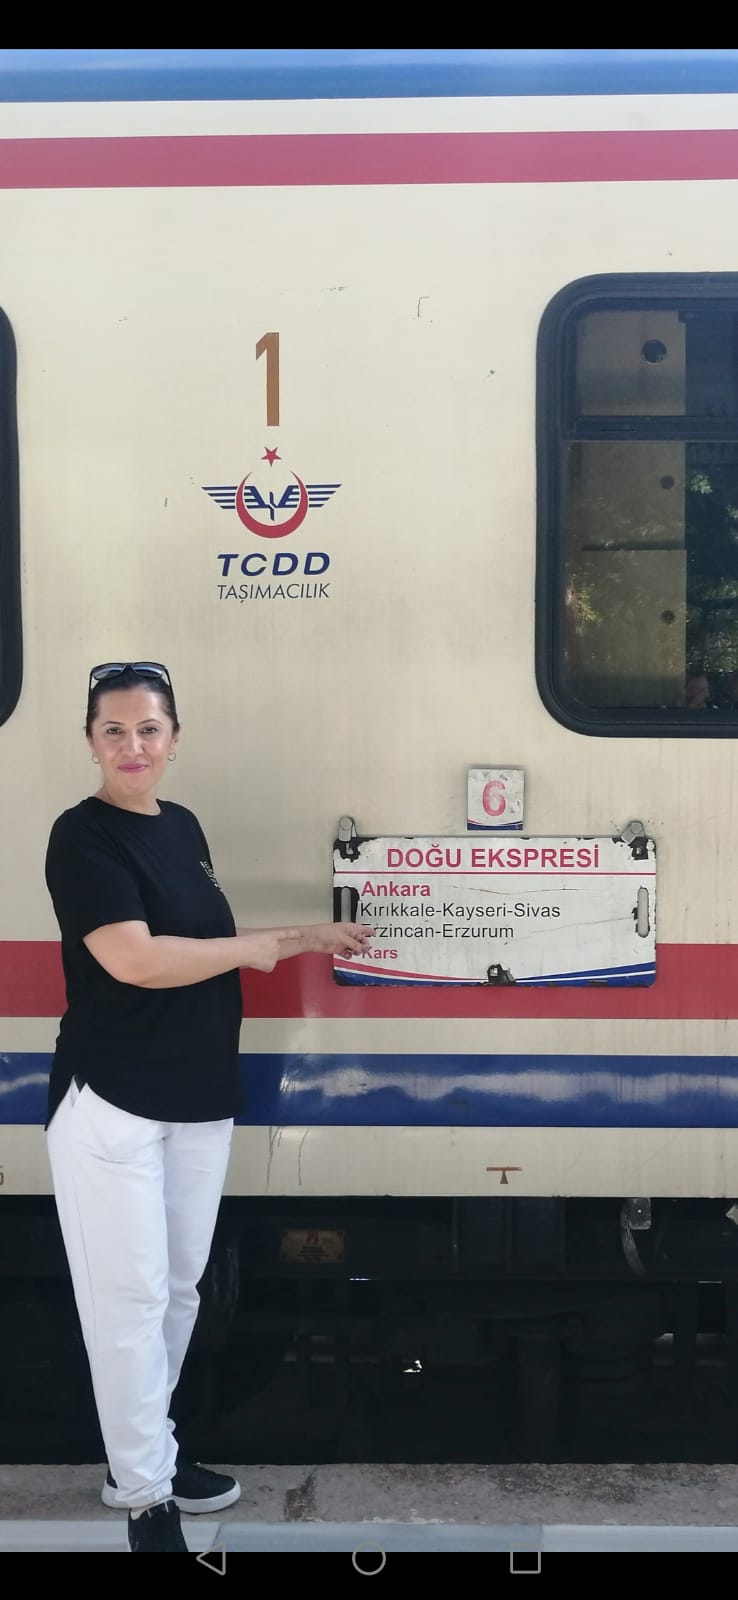 1
TCDD
TAŞIMACILIK
6
DOĞU EKSPRESİ
Ankara
Kırıkkale-Kayseri-Sivas
Erzincan-Erzurum
Kars